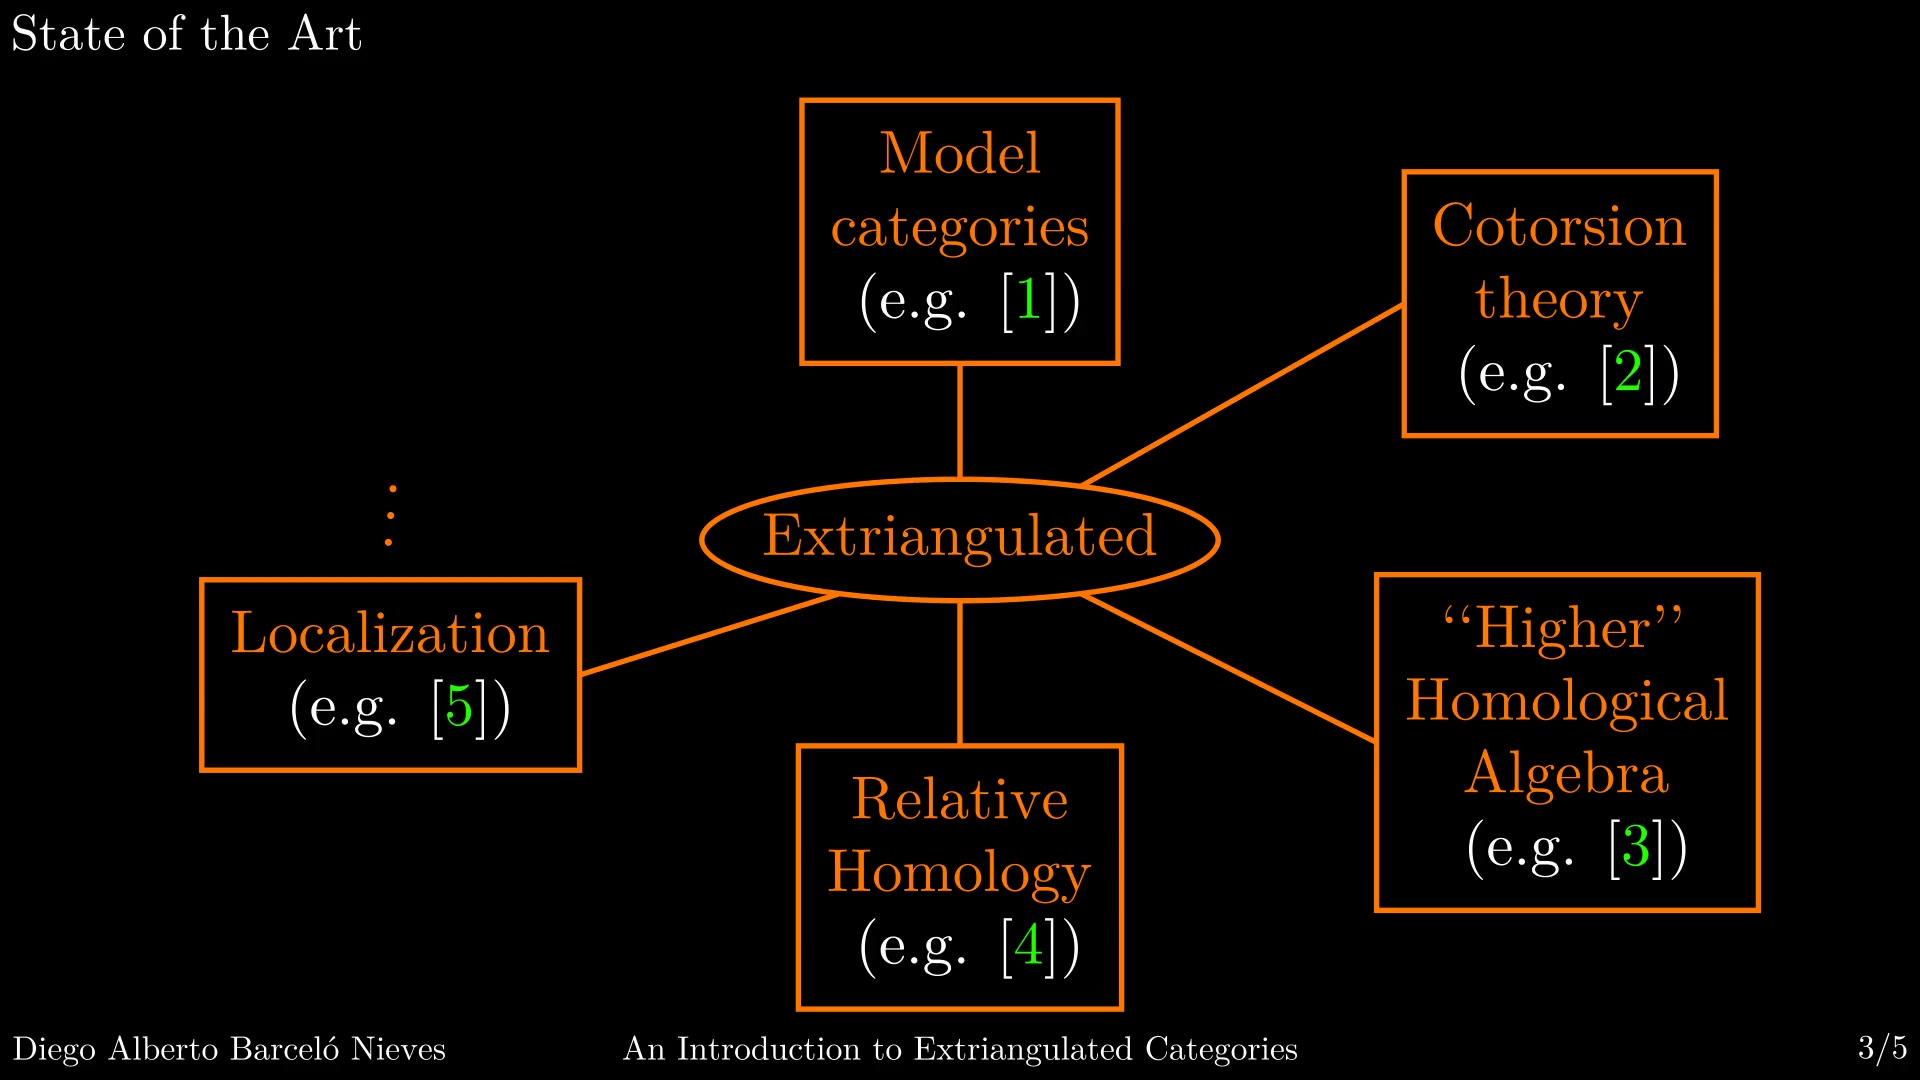 State of the Art
Model
categories
(e.g. [1])
Cotorsion
theory
(e.g. [2])
Extriangulated
Localization
(e.g. [5])
“Higher”
Homological
Algebra
(e.g. [3])
Relative
Homology
(e.g. [4])
Diego Alberto Barceló Nieves
An Introduction to Extriangulated Categories
3/5